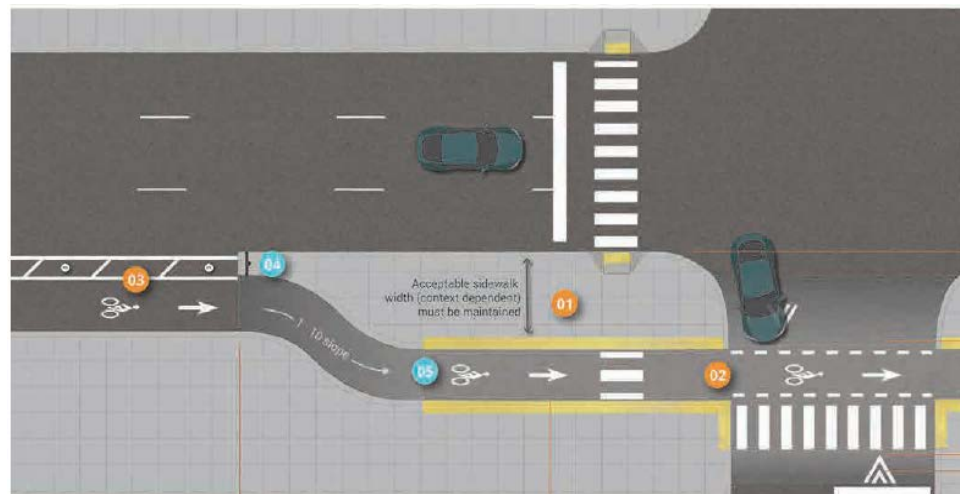 03
04
1 - 10 slope
Acceptable sidewalk
width (context dependent)
must be maintained
01
05
02